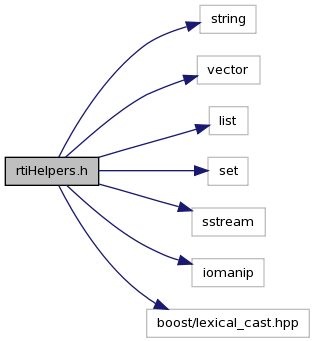 string
vector
list
rtiHelpers.h
set
sstream
iomanip
boost/lexical_cast.hpp